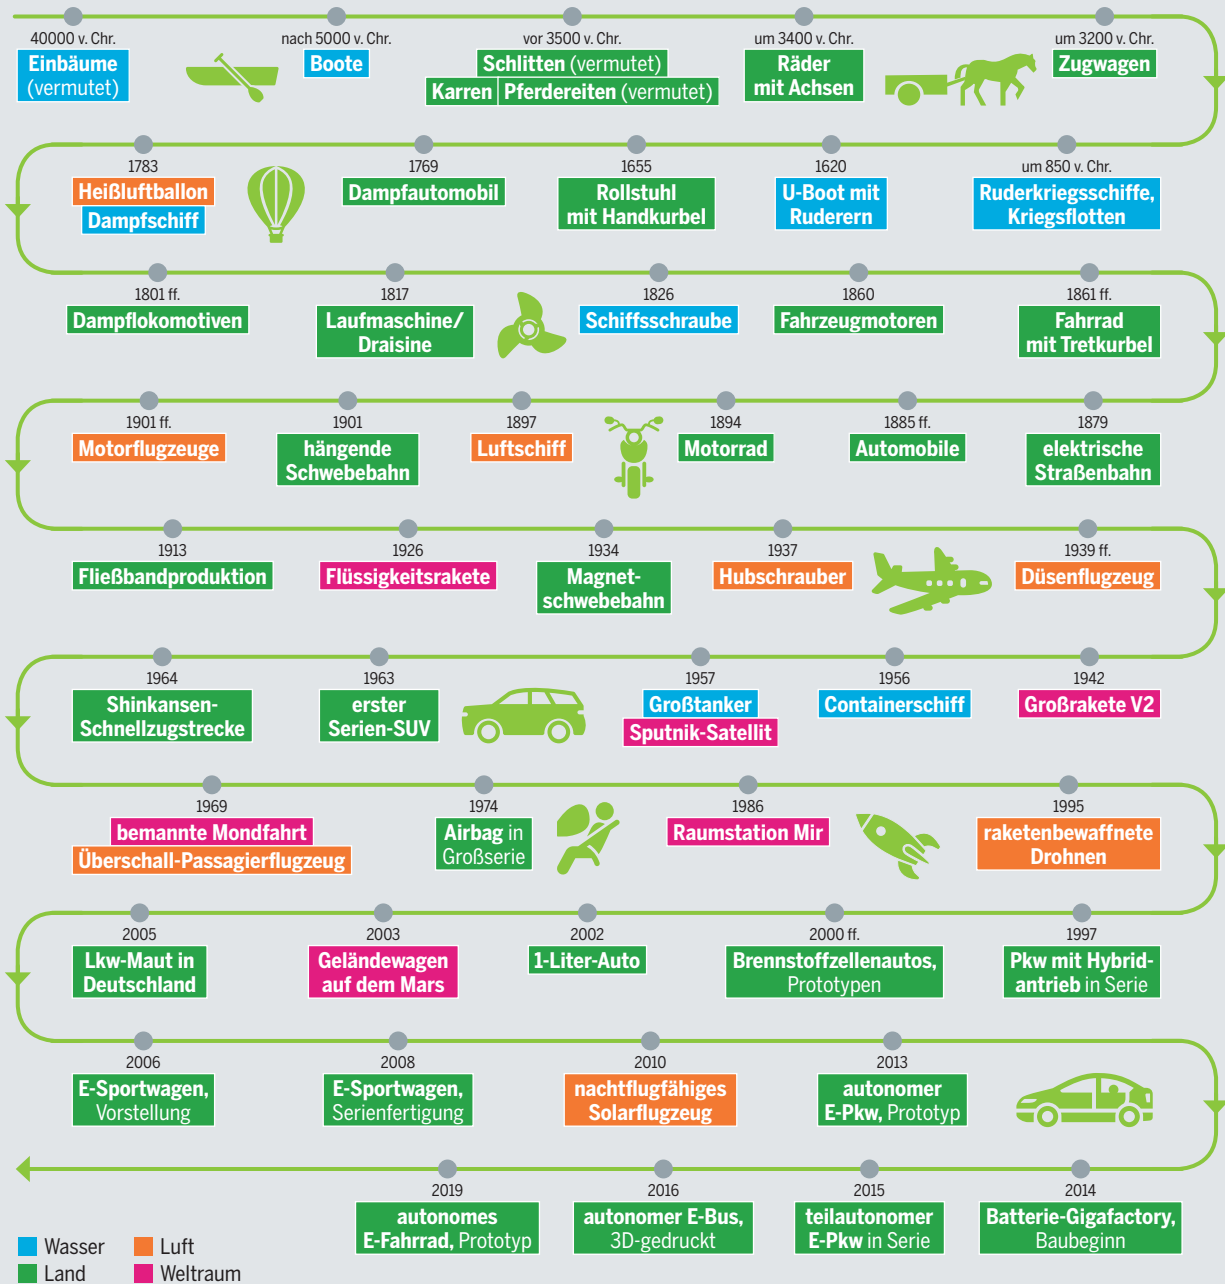 40000 v. Chr.
Einbäume
(vermutet)
nach 5000 v. Chr.
Boote
vor 3500 v. Chr.
Schlitten (vermutet)
Karren Pferdereiten (vermutet)
um 3400 v. Chr.
Räder
mit Achsen
um 3200 v. Chr.
Zugwagen
um 850 v. Chr.
Ruderkriegsschiffe,
Kriegsflotten
1620
U-Boot mit
Ruderern
1655
Rollstuhl
mit Handkurbel
1769
Dampfautomobil
1783
Heißluftballon
Dampfschiff
1801 ff.
Dampflokomotiven
1817
Laufmaschine/
Draisine
1826
Schiffsschraube
1860
Fahrzeugmotoren
1861 ff.
Fahrrad
mit Tretkurbel
1879
elektrische
Straßenbahn
1885 ff.
Automobile
1894
Motorrad
1897
Luftschiff
1901
hängende
Schwebebahn
1901 ff.
Motorflugzeuge
1913
Fließbandproduktion
1926
Flüssigkeitsrakete
1934
Magnet-
schwebebahn
1937
Hubschrauber
1939 ff.
Düsenflugzeug
1942
Großrakete V2
1956
Containerschiff
1957
Großtanker
Sputnik-Satellit
1963
erster
Serien-SUV
1964
Shinkansen-
Schnellzugstrecke
1969
bemannte Mondfahrt
Überschall-Passagierflugzeug
1974
Airbag in
Großserie
1986
Raumstation Mir
1995
raketenbewaffnete
Drohnen
1997
Pkw mit Hybrid-
antrieb in Serie
2000 ff.
Brennstoffzellenautos,
Prototypen
2002
1-Liter-Auto
2003
Geländewagen
auf dem Mars
2005
Lkw-Maut in
Deutschland
2006
E-Sportwagen,
Vorstellung
2008
E-Sportwagen,
Serienfertigung
2010
nachtflugfähiges
Solarflugzeug
2013
autonomer
E-Pkw, Prototyp
2014
Batterie-Gigafactory,
Baubeginn
2015
teilautonomer
E-Pkw in Serie
2016
autonomer E-Bus,
3D-gedruckt
2019
autonomes
E-Fahrrad, Prototyp
Wasser
Land
Luft
Weltraum